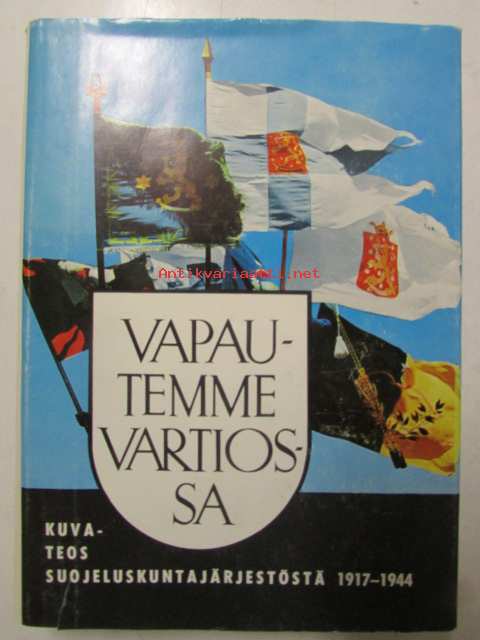 Antikvariaatti.net
VAPAU-
TEMME
VARTIOS-
SA
KUVA-
TEOS
SUOJELUSKUNTAJÄRJESTÖSTÄ 1917–1944